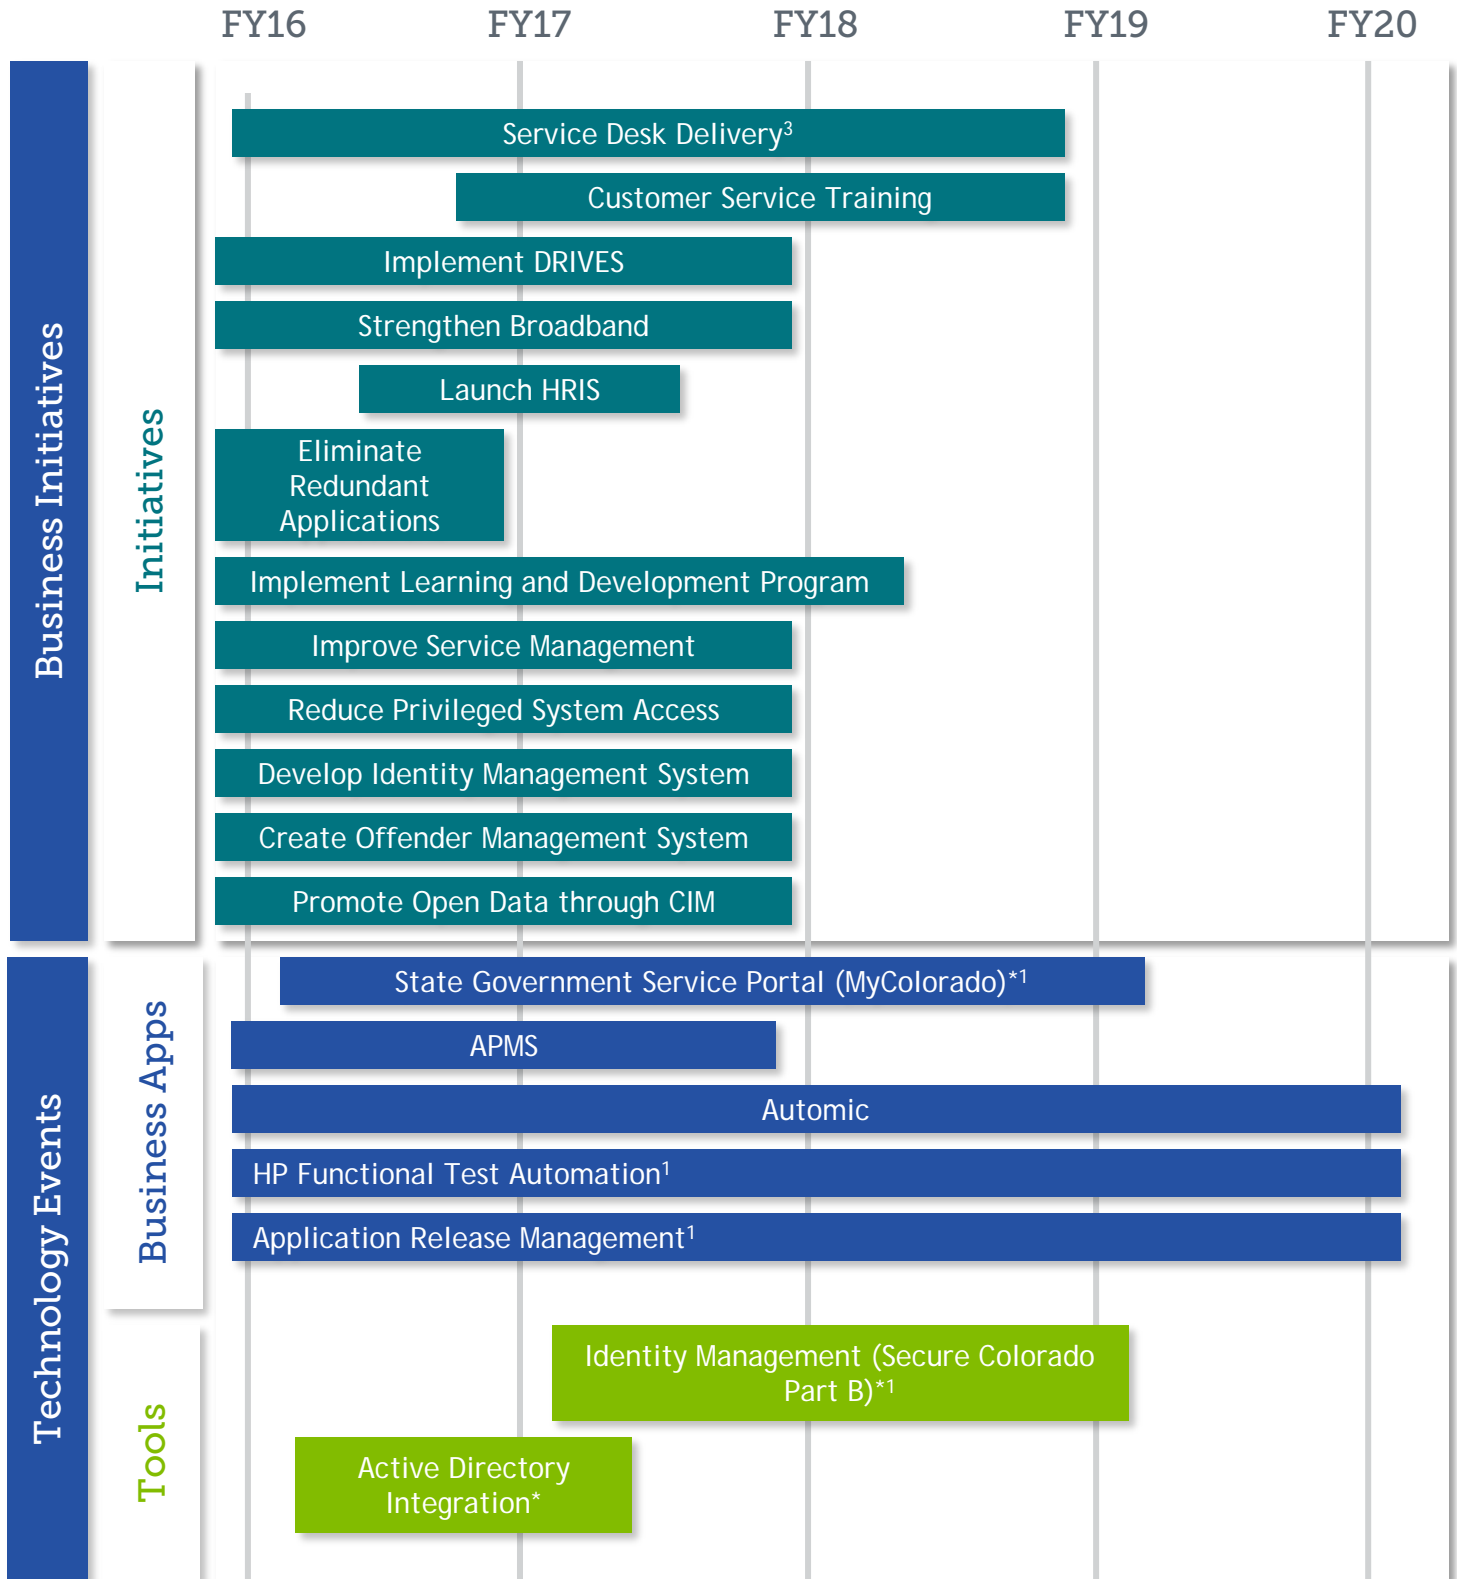 FY16 FY17 FY18 FY19 FY20
Business Initiatives
Initiatives
Service Desk Delivery³
Customer Service Training
Implement DRIVES
Strengthen Broadband
Launch HRIS
Eliminate
Redundant
Applications
Implement Learning and Development Program
Improve Service Management
Reduce Privileged System Access
Develop Identity Management System
Create Offender Management System
Promote Open Data through CIM
Technology Events
Business Apps
State Government Service Portal (MyColorado)*¹
APMS
Automic
HP Functional Test Automation¹
Application Release Management¹
Tools
Identity Management (Secure Colorado
Part B)*¹
Active Directory
Integration*